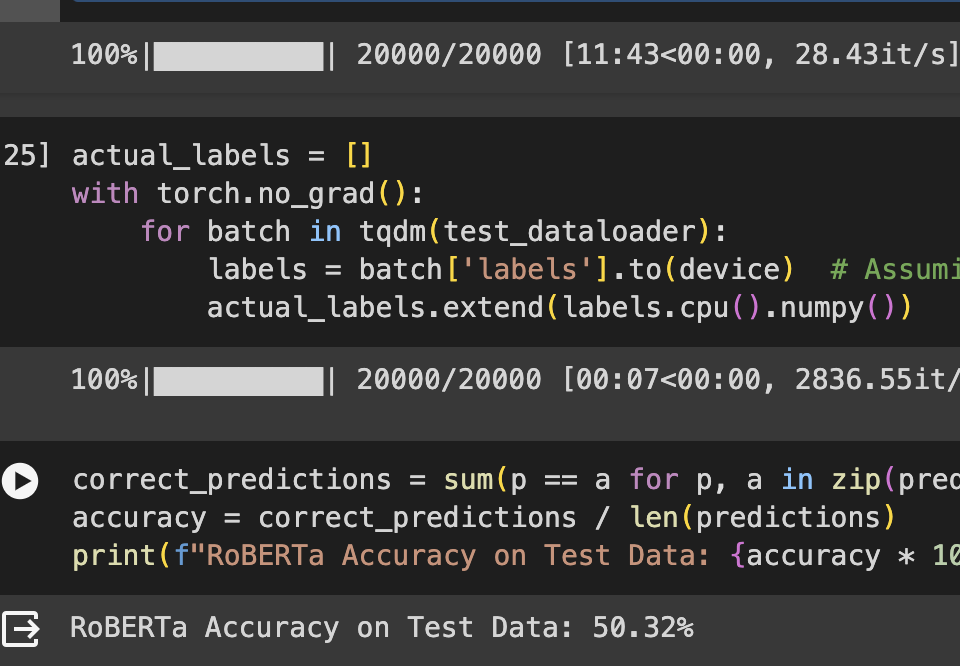 100%|██████████| 20000/20000 [11:43<00:00, 28.43it/s]
25] actual_labels = []
with torch.no_grad():
    for batch in tqdm(test_dataloader):
        labels = batch['labels'].to(device)  # Assumi
        actual_labels.extend(labels.cpu().numpy())
100%|██████████| 20000/20000 [00:07<00:00, 2836.55it/
correct_predictions = sum(p == a for p, a in zip(pred
accuracy = correct_predictions / len(predictions)
print(f"RoBERTa Accuracy on Test Data: {accuracy * 10
RoBERTa Accuracy on Test Data: 50.32%